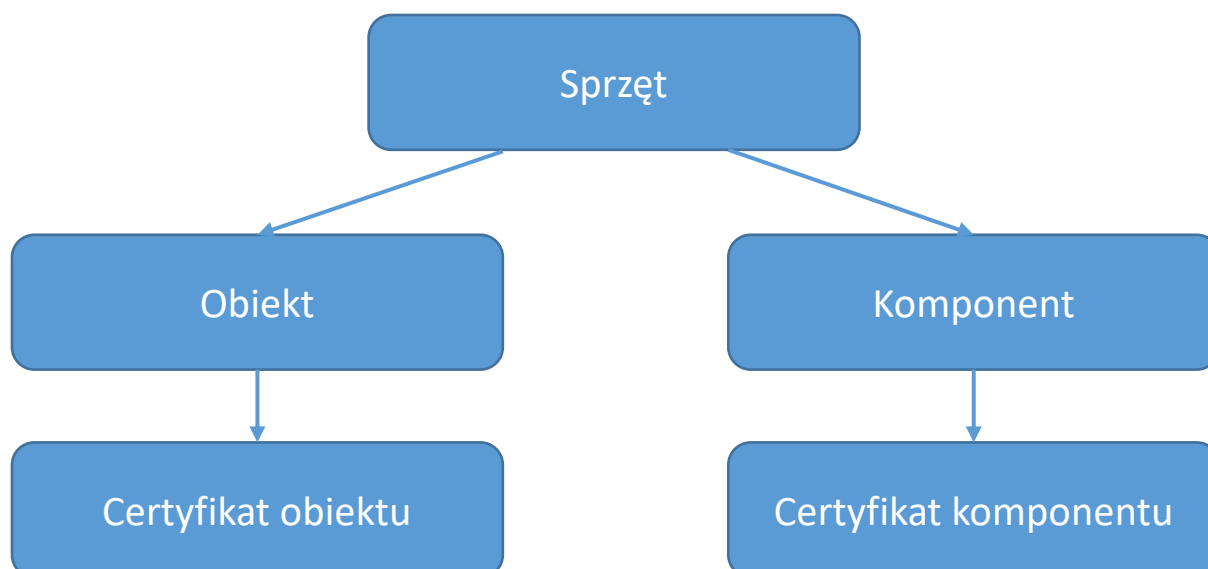 Sprzęt
Obiekt
Komponent
Certyfikat obiektu
Certyfikat komponentu